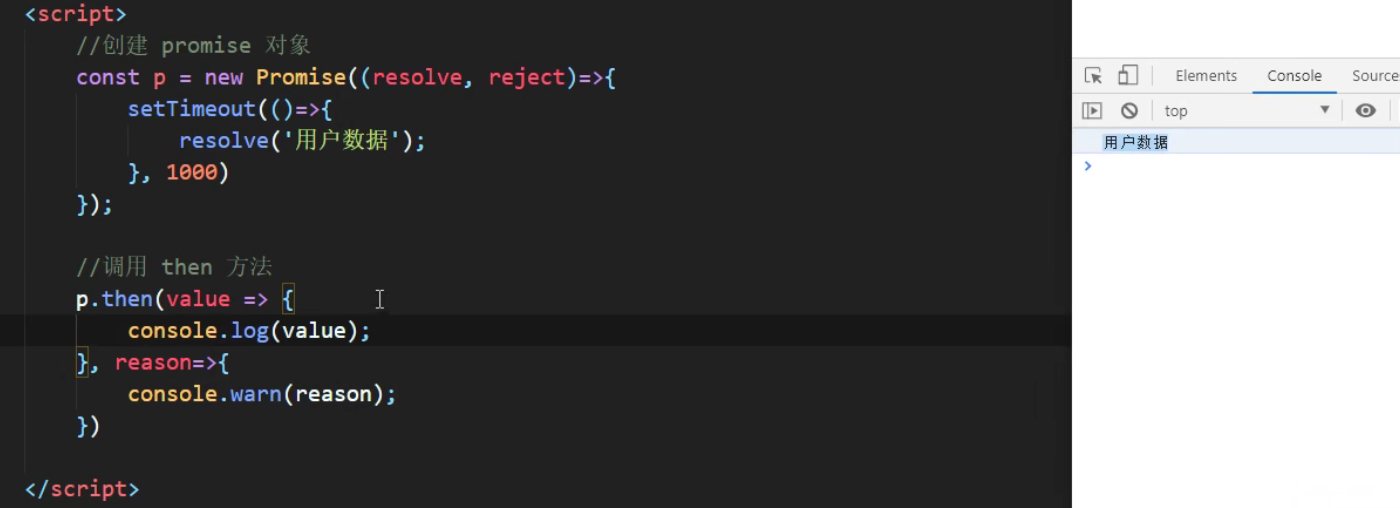 <script>
//创建 promise 对象
const p = new Promise((resolve, reject)=>{
setTimeout(()=>{
resolve('用户数据');
}, 1000)
});
//调用 then 方法
p.then(value => {
console.log(value);
}, reason=>{
console.warn(reason);
})
</script>
Elements Console Source
top
用户数据